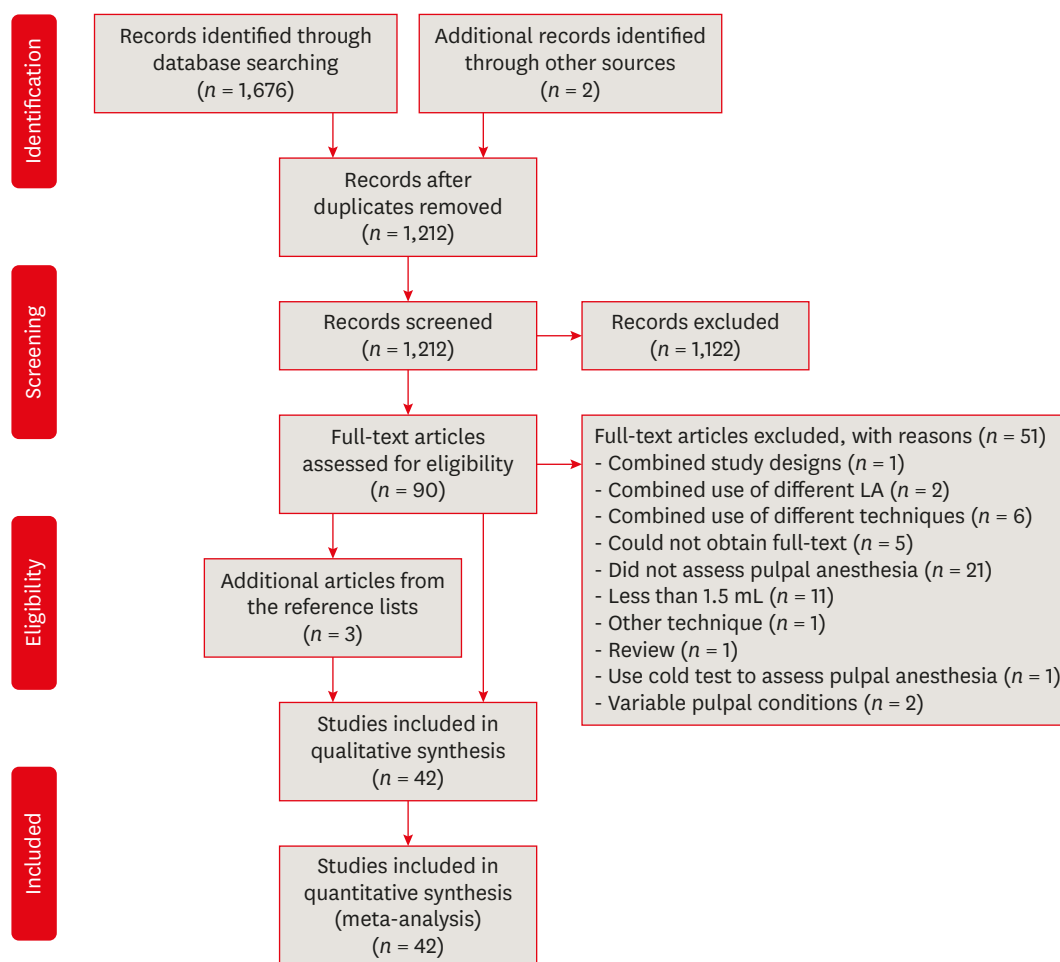 Identification
Records identified through
database searching
(n = 1,676)
Additional records identified
through other sources
(n = 2)
Records after
duplicates removed
(n = 1,212)
Screening
Records screened
(n = 1,212)
Records excluded
(n = 1,122)
Full-text articles
assessed for eligibility
(n = 90)
Full-text articles excluded, with reasons (n = 51)
- Combined study designs (n = 1)
- Combined use of different LA (n = 2)
- Combined use of different techniques (n = 6)
- Could not obtain full-text (n = 5)
- Did not assess pulpal anesthesia (n = 21)
- Less than 1.5 mL (n = 11)
- Other technique (n = 1)
- Review (n = 1)
- Use cold test to assess pulpal anesthesia (n = 1)
- Variable pulpal conditions (n = 2)
Eligibility
Additional articles from
the reference lists
(n = 3)
Studies included in
qualitative synthesis
(n = 42)
Included
Studies included in
quantitative synthesis
(meta-analysis)
(n = 42)